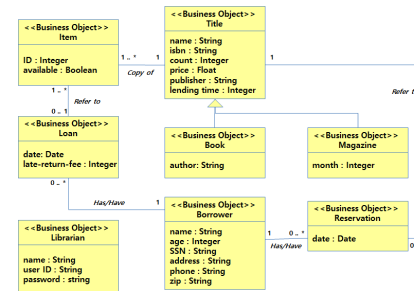 <<Business Object>>
Item
ID : Integer
available : Boolean
1 .. *
1
Copy of
<<Business Object>>
Title
name : String
isbn : String
count : Integer
price : Float
publisher : String
lending time : Integer
1
Refer t
1 .. *
Refer to
0 .. 1
<<Business Object>>
Loan
date: Date
late-return-fee : Integer
<<Business Object>>
Book
author: String
<<Business Object>>
Magazine
month : Integer
0 .. *
Has/Have
1
<<Business Object>>
Borrower
name : String
age : Integer
SSN : String
address : String
phone : String
zip : String
1
0 .. *
Has/Have
<<Business Object>>
Reservation
date : Date
0
<<Business Object>>
Librarian
name : String
user ID : String
password : string